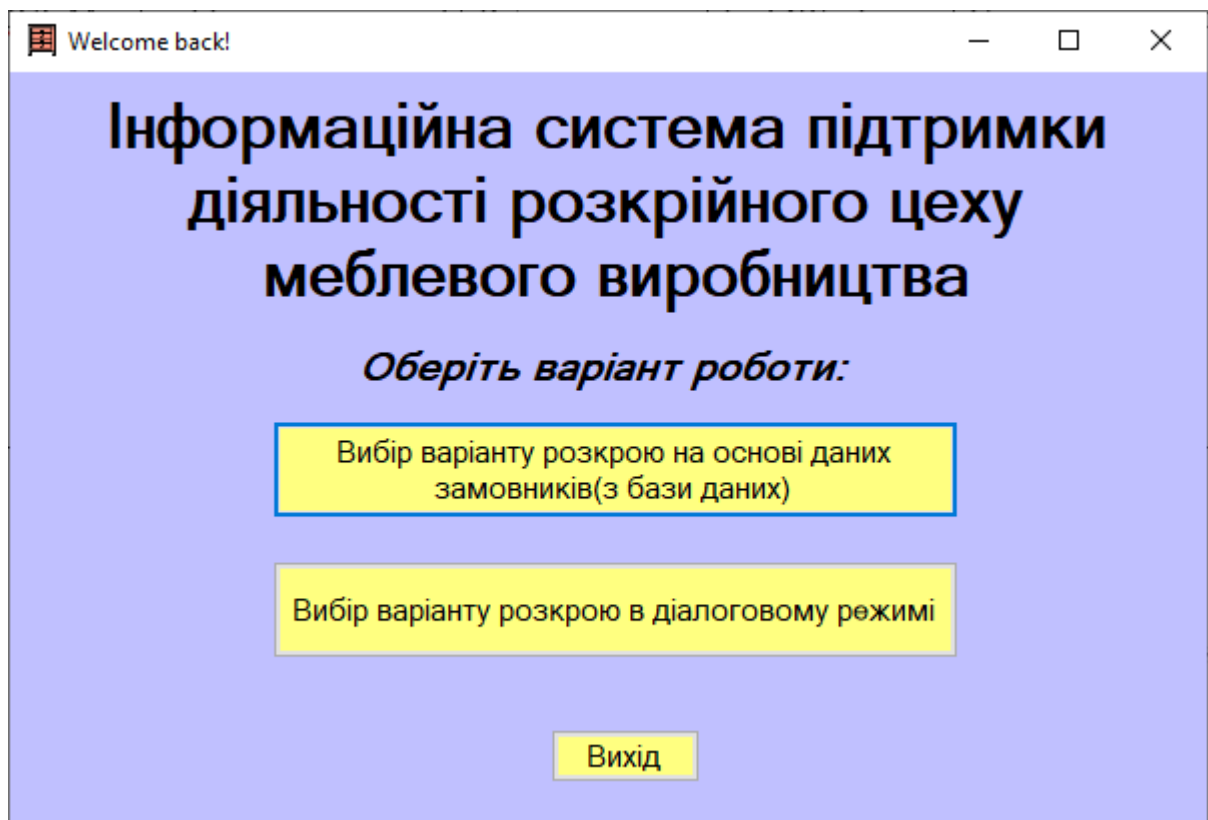 Welcome back!
Інформаційна система підтримки
діяльності розкрійного цеху
меблевого виробництва
Оберіть варіант роботи:
Вибір варіанту розкрою на основі даних
замовників(з бази даних)
Вибір варіанту розкрою в діалоговому режимі
Вихід